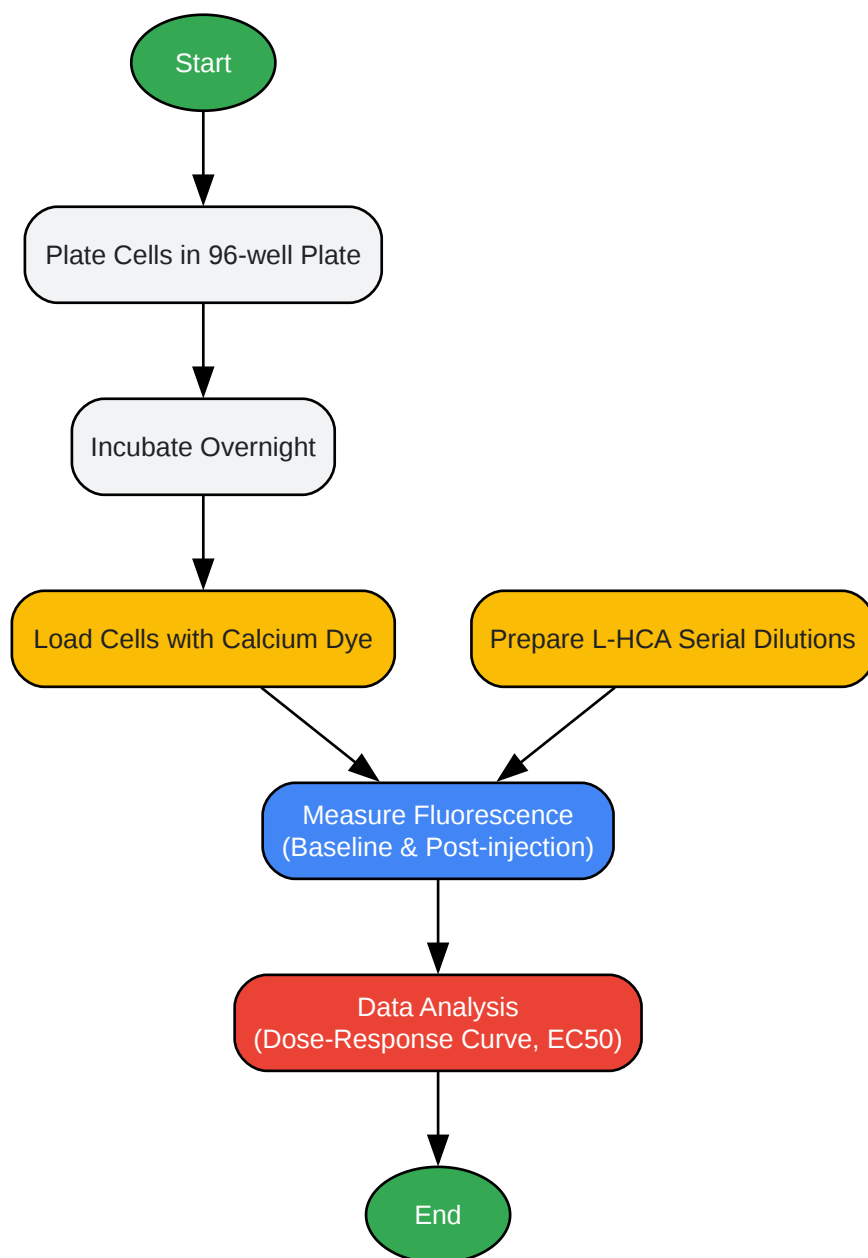 Start
Plate Cells in 96-well Plate
Incubate Overnight
Load Cells with Calcium Dye
Prepare L-HCA Serial Dilutions
Measure Fluorescence
(Baseline & Post-injection)
Data Analysis
(Dose-Response Curve, EC50)
End